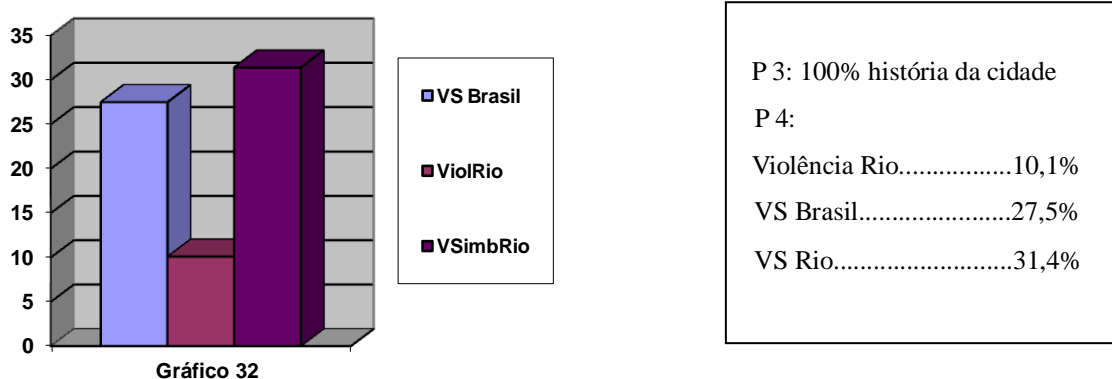 35
30
25
20
15
10
5
0
Gráfico 32
VS Brasil
ViolRio
VSimbRio
P 3: 100% história da cidade
P 4:
Violência Rio.................10,1%
VS Brasil.......................27,5%
VS Rio...........................31,4%